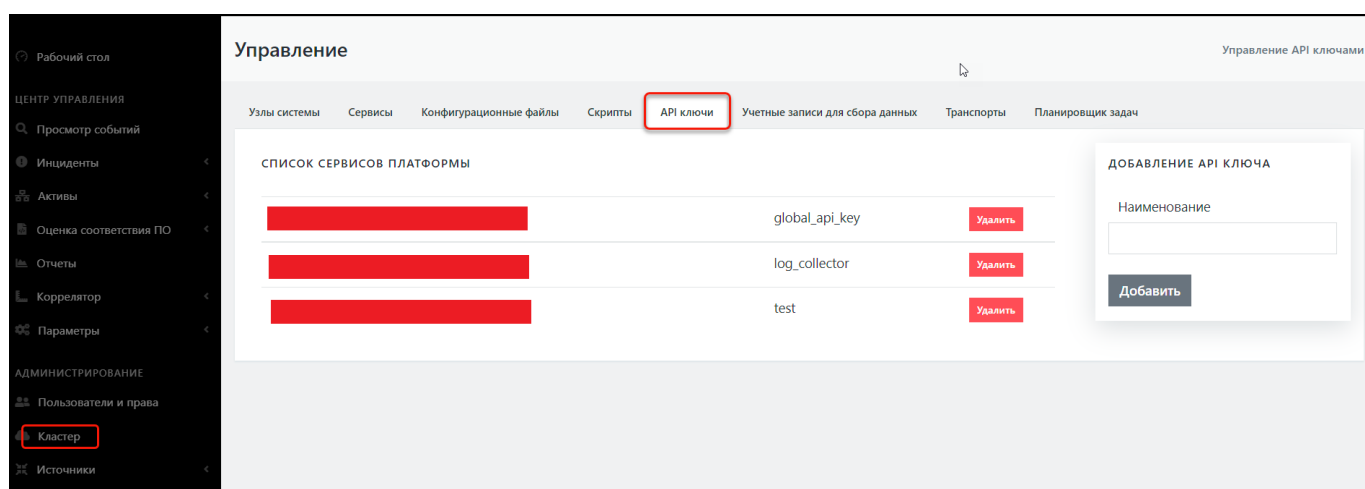 Рабочий стол
ЦЕНТР УПРАВЛЕНИЯ
Просмотр событий
Инциденты
Активы
Оценка соответствия ПО
Отчеты
Коррелятор
Параметры
АДМИНИСТРИРОВАНИЕ
Пользователи и права
Кластер
Источники
Управление
Управление API ключами
Узлы системы Сервисы Конфигурационные файлы Скрипты API ключи Учетные записи для сбора данных Транспорты Планировщик задач
СПИСОК СЕРВИСОВ ПЛАТФОРМЫ
global_api_key Удалить
log_collector Удалить
test Удалить
ДОБАВЛЕНИЕ API КЛЮЧА
Наименование
Добавить